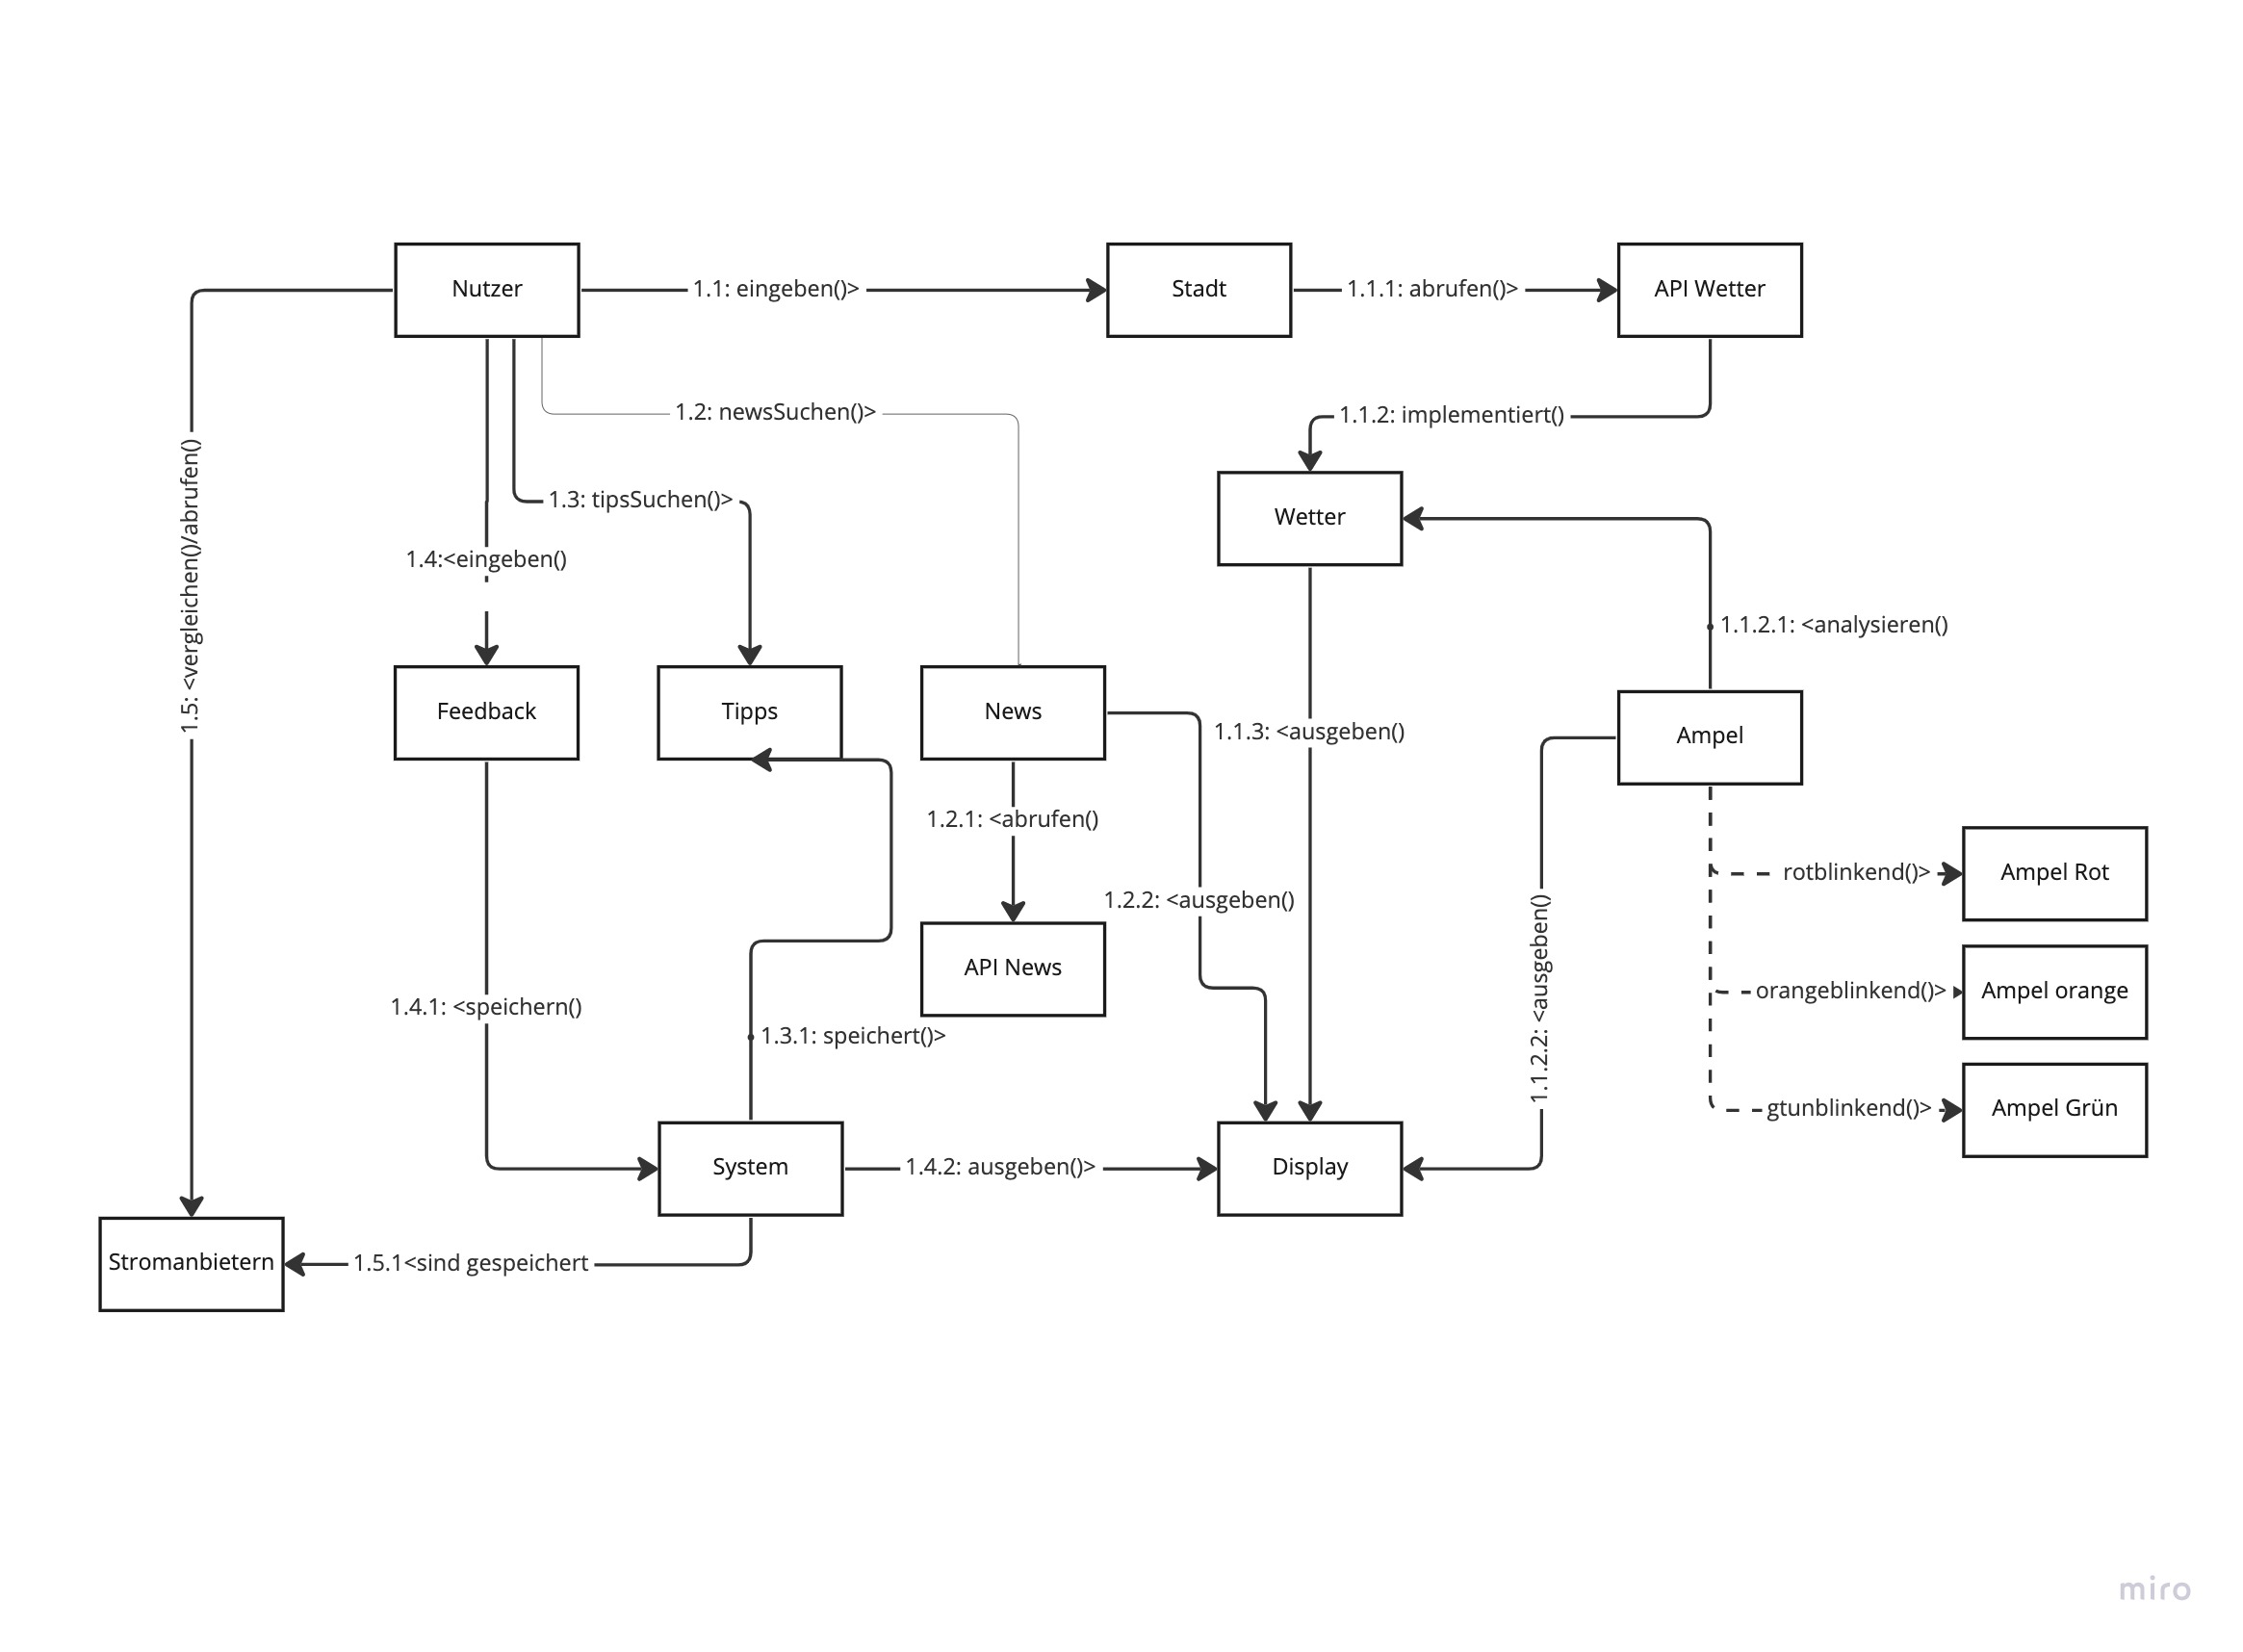 Nutzer
1.1: eingeben()>
Stadt
1.1.1: abrufen()>
API Wetter
1.2: newsSuchen()>
1.1.2: implementiert()
1.3: tipsSuchen()>
Wetter
1.4:<eingeben()
1.5: <vergleichen()/abrufen()
1.1.2.1: <analysieren()
Feedback
Tipps
News
1.1.3: <ausgeben()
Ampel
1.2.1: <abrufen()
rotblinkend()>
Ampel Rot
1.2.2: <ausgeben()
API News
orangeblinkend()>
Ampel orange
1.1.2.2: <ausgeben()
1.4.1: <speichern()
1.3.1: speichert()>
gtunblinkend()>
Ampel Grün
System
1.4.2: ausgeben()>
Display
Stromanbietern
1.5.1<sind gespeichert
miro